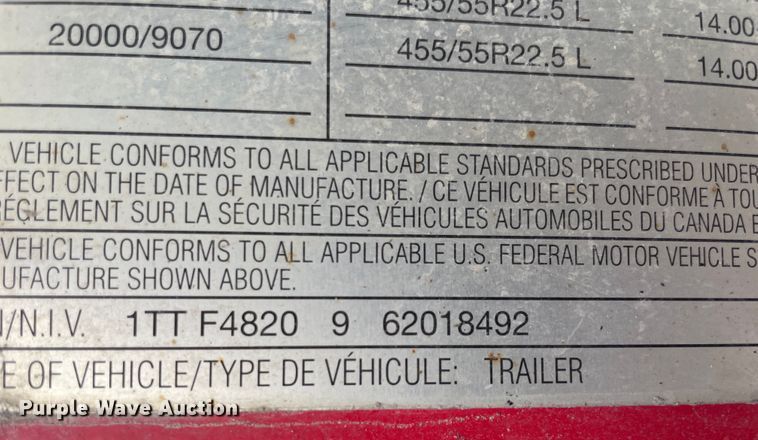 455/55R22.5 L 14.00
20000/9070 455/55R22.5 L 14.00
VEHICLE CONFORMS TO ALL APPLICABLE STANDARDS PRESCRIBED UNDER
FFECT ON THE DATE OF MANUFACTURE. / CE VÉHICULE EST CONFORME À TOU
RÈGLEMENT SUR LA SÉCURITÉ DES VÉHICULES AUTOMOBILES DU CANADA E
VEHICLE CONFORMS TO ALL APPLICABLE U.S. FEDERAL MOTOR VEHICLE S
UFACTURE SHOWN ABOVE.
/N.I.V. 1TT F4820 9 62018492
E OF VEHICLE/TYPE DE VÉHICULE: TRAILER
Purple Wave Auction